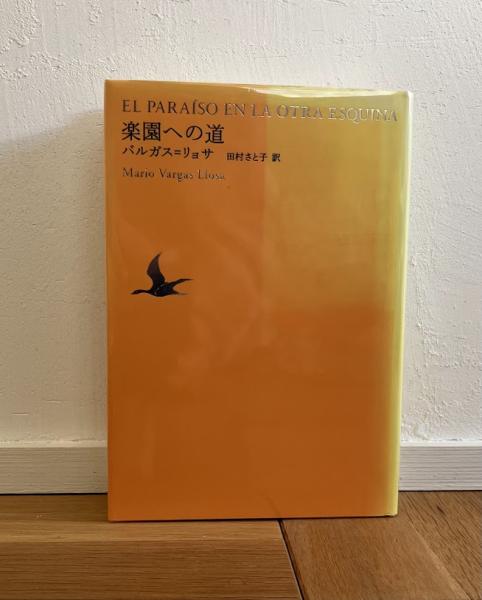 EL PARAÍSO EN LA OTRA ESQUINA
楽園への道
バルガス=リョサ 田村さと子 訳
Mario Vargas Llosa